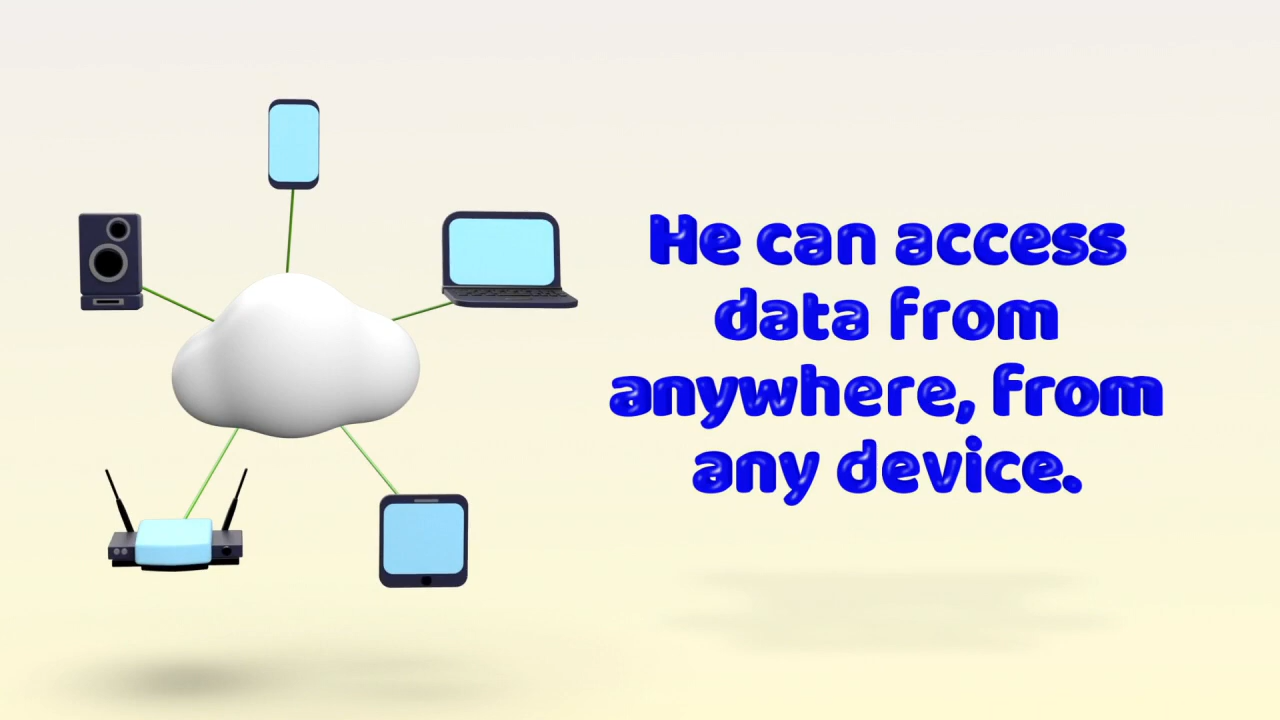 He can access
data from
anywhere, from
any device.